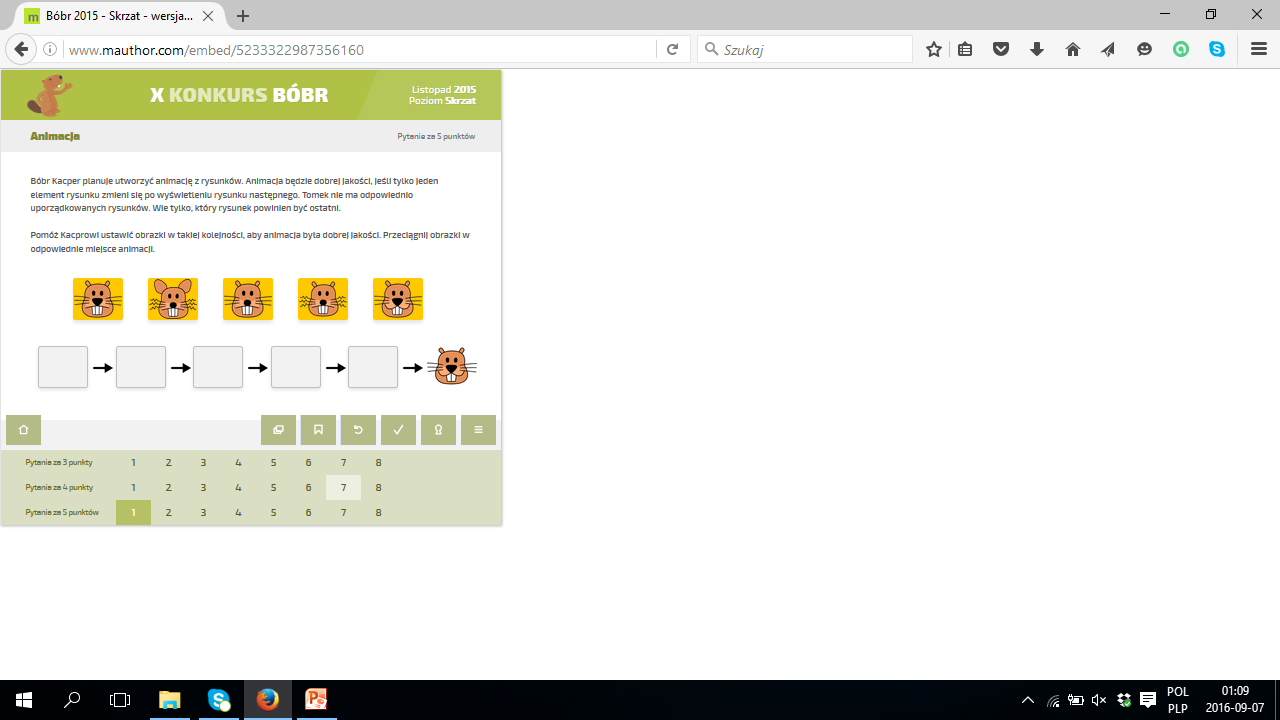 Bóbr 2015 - Skrzat - wersja...
www.mauthor.com/embed/5233322987356160
Szukaj
X KONKURS BÓBR
Listopad 2015
Poziom Skrzat
Animacja
Pytanie za 5 punktów
Bóbr Kacper planuje utworzyć animację z rysunków. Animacja będzie dobrej jakości, jeśli tylko jeden
element rysunku zmieni się po wyświetleniu rysunku następnego. Tomek nie ma odpowiednio
uporządkowanych rysunków. Wie tylko, który rysunek powinien być ostatni.
Pomóż Kacprowi ustawić obrazki w takiej kolejności, aby animacja była dobrej jakości. Przeciągnij obrazki w
odpowiednie miejsce animacji.
Pytania za 3 punkty 1 2 3 4 5 6 7 8
Pytania za 4 punkty 1 2 3 4 5 6 7 8
Pytania za 5 punktów 1 2 3 4 5 6 7 8
POL 01:09
PLP 2016-09-07